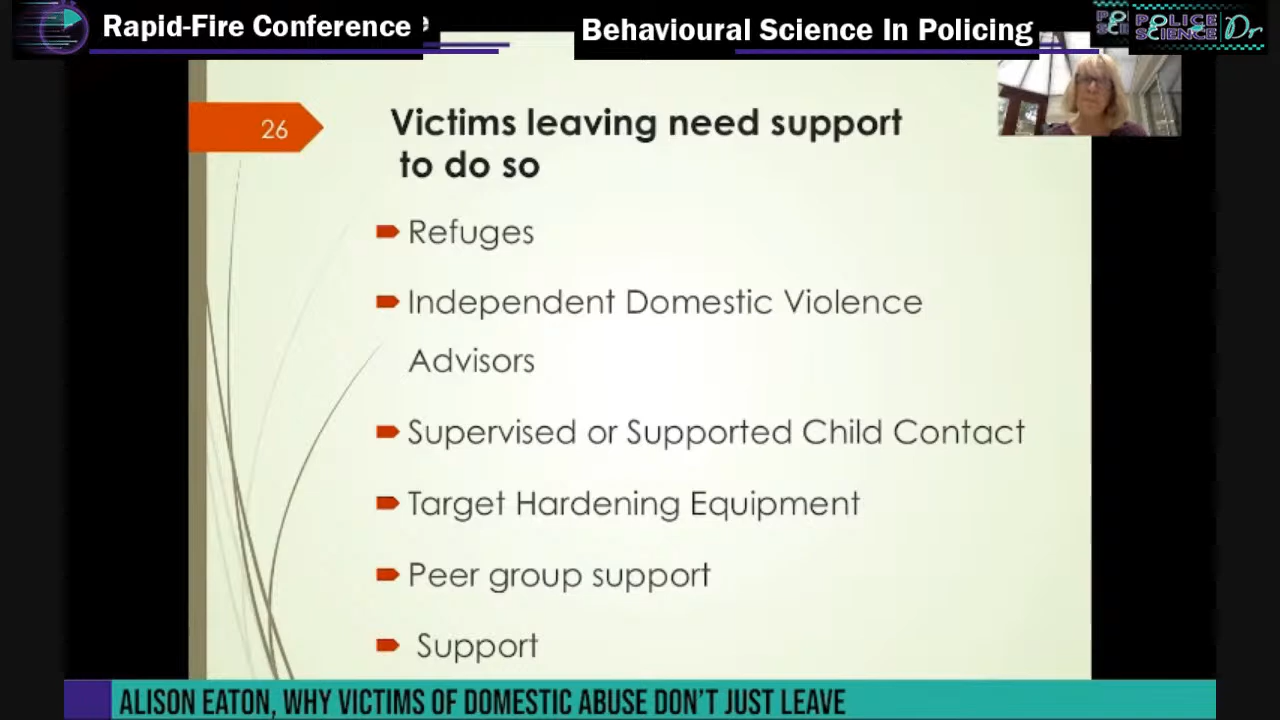 Rapid-Fire Conference
Behavioural Science In Policing
POLICE
SCIENCE Dr
26
Victims leaving need support
to do so
Refuges
Independent Domestic Violence
Advisors
Supervised or Supported Child Contact
Target Hardening Equipment
Peer group support
Support
ALISON EATON, WHY VICTIMS OF DOMESTIC ABUSE DON'T JUST LEAVE